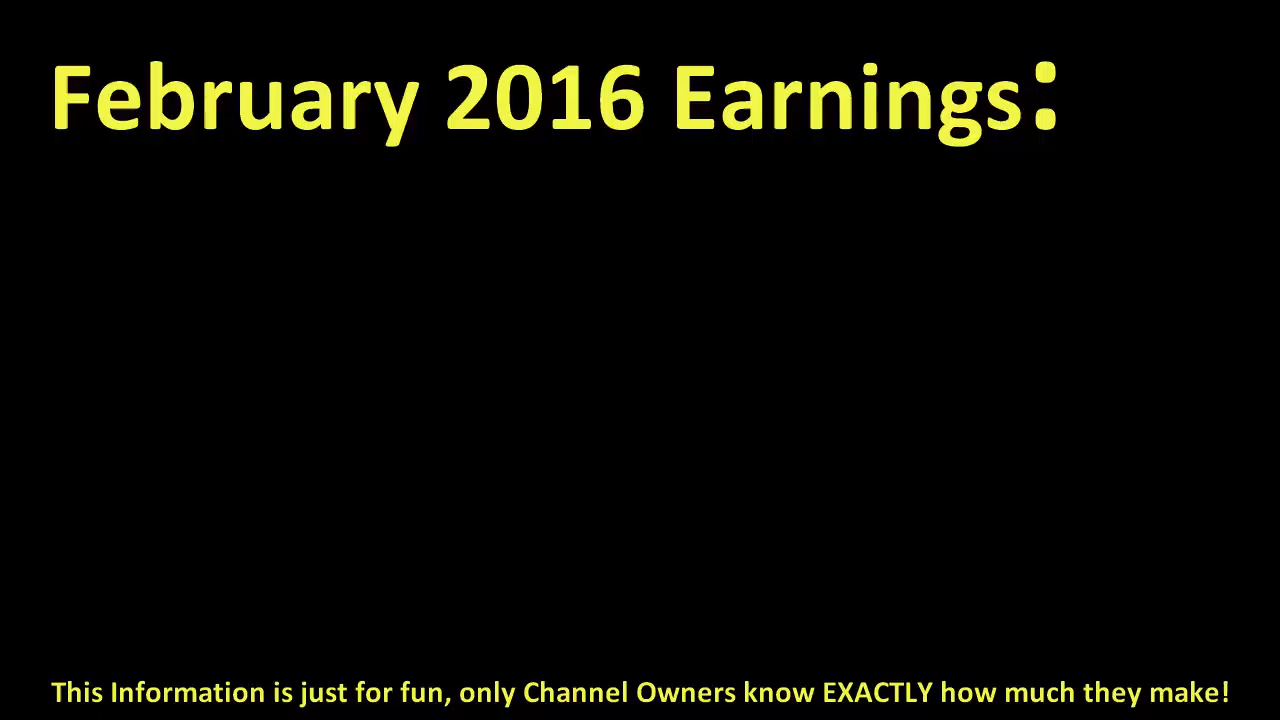 February 2016 Earnings:
This Information is just for fun, only Channel Owners know EXACTLY how much they make!